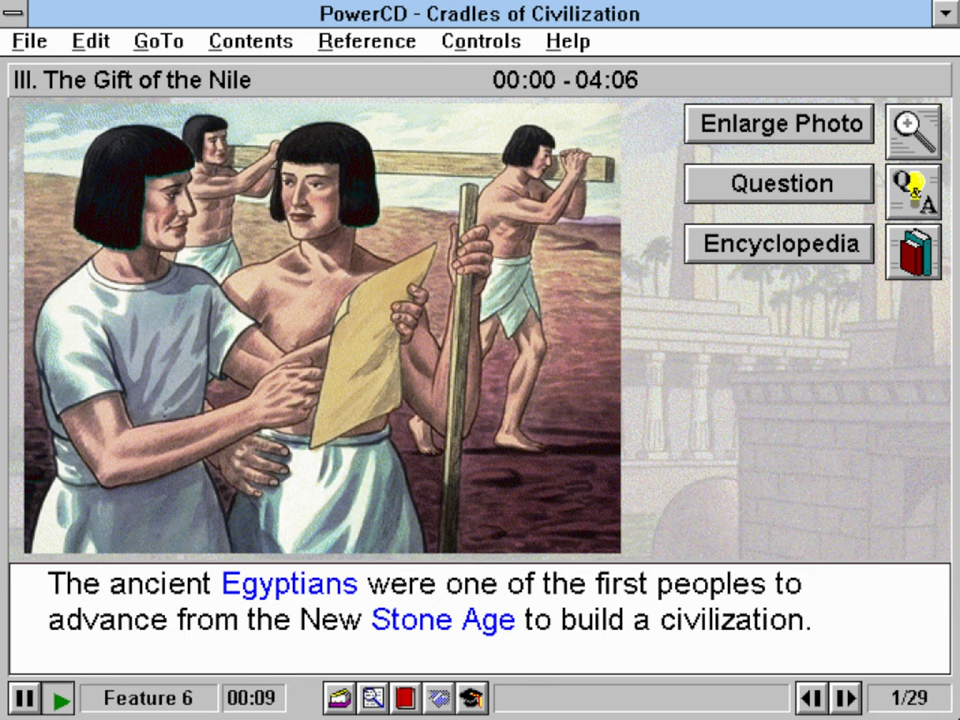 PowerCD - Cradles of Civilization
File Edit GoTo Contents Reference Controls Help
III. The Gift of the Nile 00:00 - 04:06
Enlarge Photo
Question
Q & A
Encyclopedia
The ancient Egyptians were one of the first peoples to
advance from the New Stone Age to build a civilization.
Feature 6 00:09 1/29